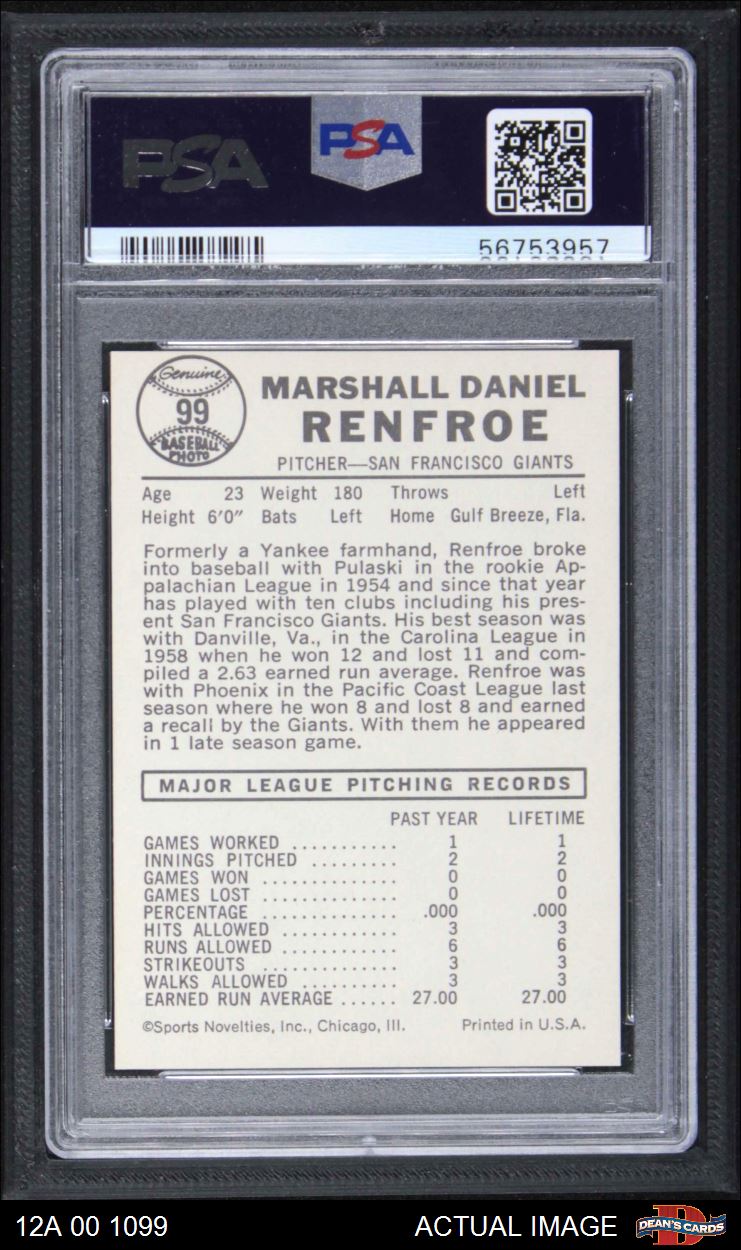 PSA
PSA
56753957
Genuine
99
BASEBALL
PHOTO
MARSHALL DANIEL
RENFROE
PITCHER—SAN FRANCISCO GIANTS
Age 23 Weight 180 Throws Left
Height 6'0" Bats Left Home Gulf Breeze, Fla.
Formerly a Yankee farmhand, Renfroe broke
into baseball with Pulaski in the rookie Ap-
palachian League in 1954 and since that year
has played with ten clubs including his pres-
ent San Francisco Giants. His best season was
with Danville, Va., in the Carolina League in
1958 when he won 12 and lost 11 and com-
piled a 2.63 earned run average. Renfroe was
with Phoenix in the Pacific Coast League last
season where he won 8 and lost 8 and earned
a recall by the Giants. With them he appeared
in 1 late season game.
MAJOR LEAGUE PITCHING RECORDS
PAST YEAR LIFETIME
GAMES WORKED ........... 1 1
INNINGS PITCHED ......... 2 2
GAMES WON .............. 0 0
GAMES LOST .............. 0 0
PERCENTAGE .............. .000 .000
HITS ALLOWED ............ 3 3
RUNS ALLOWED ............ 6 6
STRIKEOUTS .............. 3 3
WALKS ALLOWED .......... 3 3
EARNED RUN AVERAGE ...... 27.00 27.00
©Sports Novelties, Inc., Chicago, Ill. Printed in U.S.A.
12A 00 1099 ACTUAL IMAGE DEAN'S CARDS